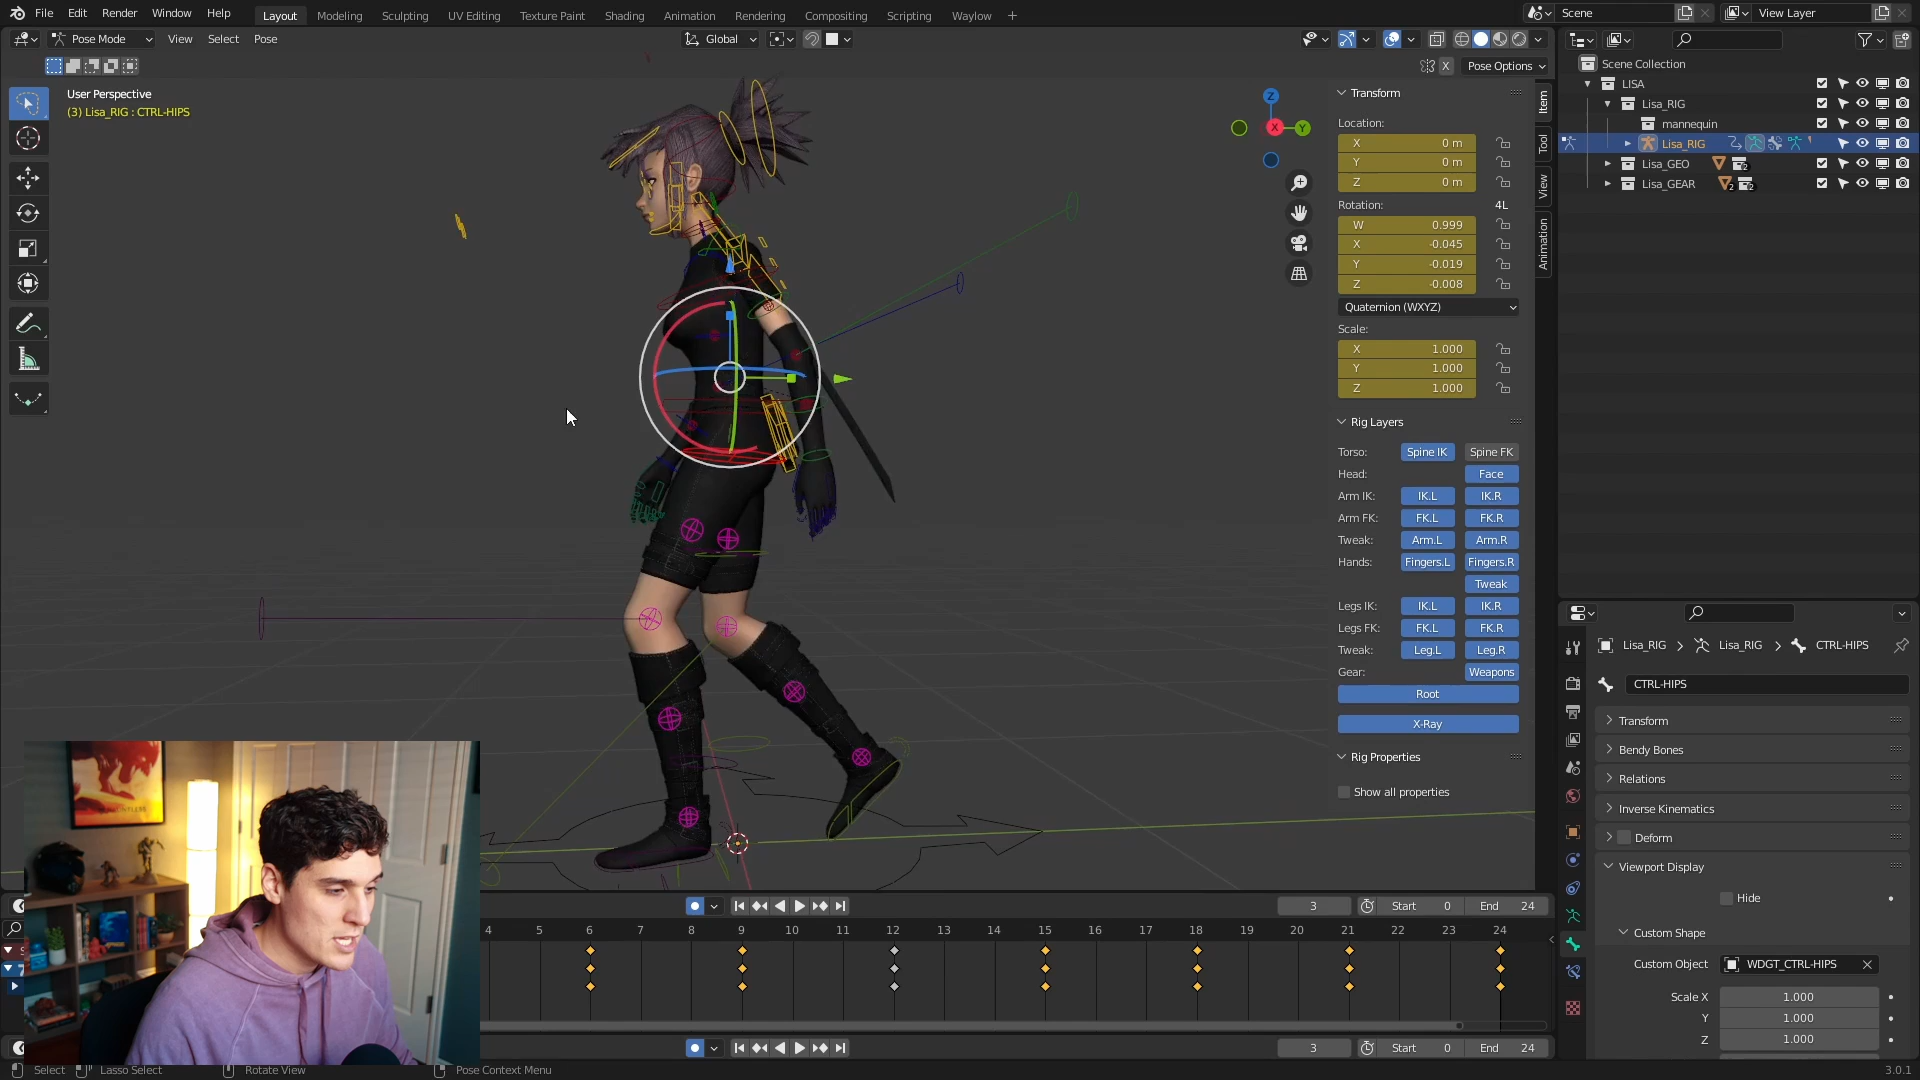 File Edit Render Window Help Layout Modeling Sculpting UV Editing Texture Paint Shading Animation Rendering Compositing Scripting Waylow + Scene View Layer
Pose Mode View Select Pose Global
X Pose Options
User Perspective
(3) Lisa_RIG : CTRL-HIPS
Z
X
Y
Transform
Location:
X 0 m
Y 0 m
Z 0 m
Rotation: 4L
W 0.999
X -0.045
Y -0.019
Z -0.008
Quaternion (WXYZ)
Scale:
X 1.000
Y 1.000
Z 1.000
Rig Layers
Torso: Spine IK Spine FK
Head: Face
Arm IK: IK.L IK.R
Arm FK: FK.L FK.R
Tweak: Arm.L Arm.R
Hands: Fingers.L Fingers.R
Tweak
Legs IK: IK.L IK.R
Legs FK: FK.L FK.R
Tweak: Leg.L Leg.R
Gear: Weapons
Root
X-Ray
Rig Properties
Show all properties
Item
Tool
View
Animation
Scene Collection
LISA
Lisa_RIG
mannequin
Lisa_RIG
Lisa_GEO 2
Lisa_GEAR 2 2
Lisa_RIG > Lisa_RIG > CTRL-HIPS
CTRL-HIPS
Transform
Bendy Bones
Relations
Inverse Kinematics
Deform
Viewport Display
Hide
Custom Shape
Custom Object WDGT_CTRL-HIPS
Scale X 1.000
Y 1.000
Z 1.000
3 Start 0 End 24
4 5 6 7 8 9 10 11 12 13 14 15 16 17 18 19 20 21 22 23 24
3 Start 0 End 24
Select Lasso Select Rotate View Pose Context Menu 3.0.1